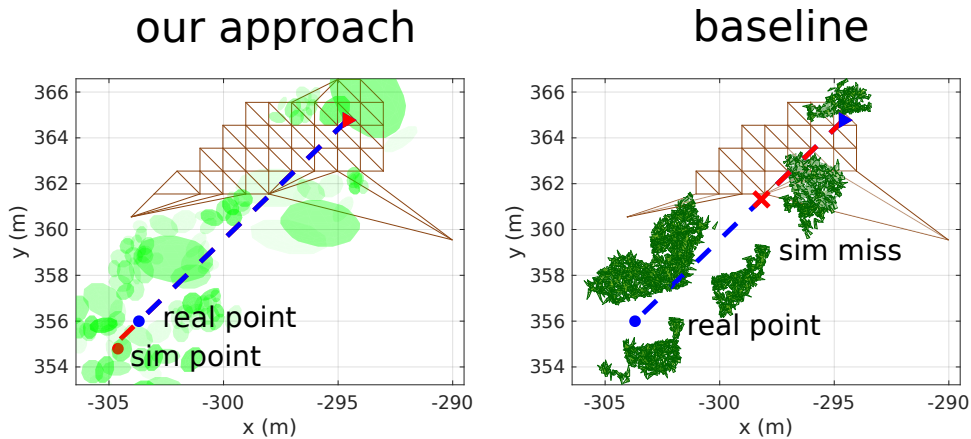 our approach
baseline
366
364
362
360
358
356
354
y (m)
real point
sim point
-305
-300
-295
-290
x (m)
366
364
362
360
358
356
354
y (m)
sim miss
real point
-305
-300
-295
-290
x (m)